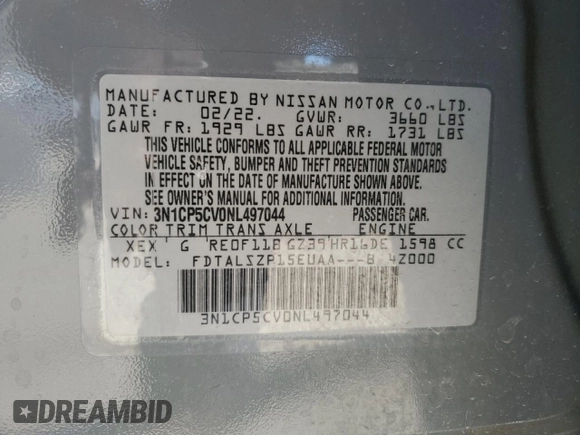 MANUFACTURED BY NISSAN MOTOR CO.,LTD.
DATE: 02/22. GVWR: 3660 LBS
GAWR FR: 1929 LBS GAWR RR: 1731 LBS
THIS VEHICLE CONFORMS TO ALL APPLICABLE FEDERAL MOTOR
VEHICLE SAFETY, BUMPER AND THEFT PREVENTION STANDARDS
IN EFFECT ON THE DATE OF MANUFACTURE SHOWN ABOVE.
SEE OWNER'S MANUAL FOR ADDITIONAL INFORMATION.
VIN: 3N1CP5CV0NL497044 PASSENGER CAR.
COLOR TRIM TRANS AXLE ENGINE
XEX G RE0F11B GZ39 HR16DE 1598 CC
MODEL: FDTALSZP15EUAA---B 4Z000
3N1CP5CV0NL497044
DREAMBID